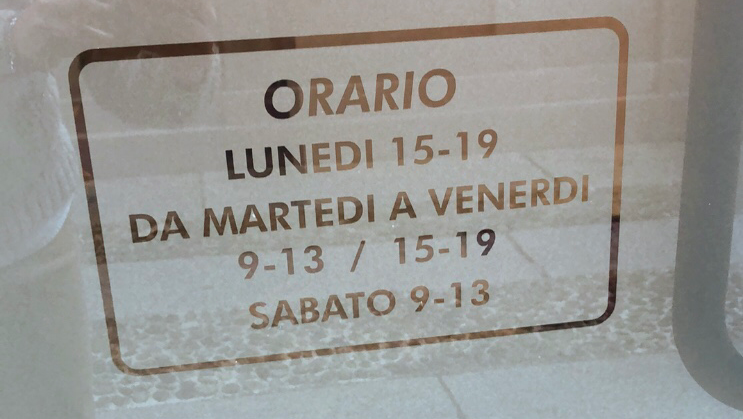 ORARIO
LUNEDI 15-19
DA MARTEDI A VENERDI
9-13 / 15-19
SABATO 9-13